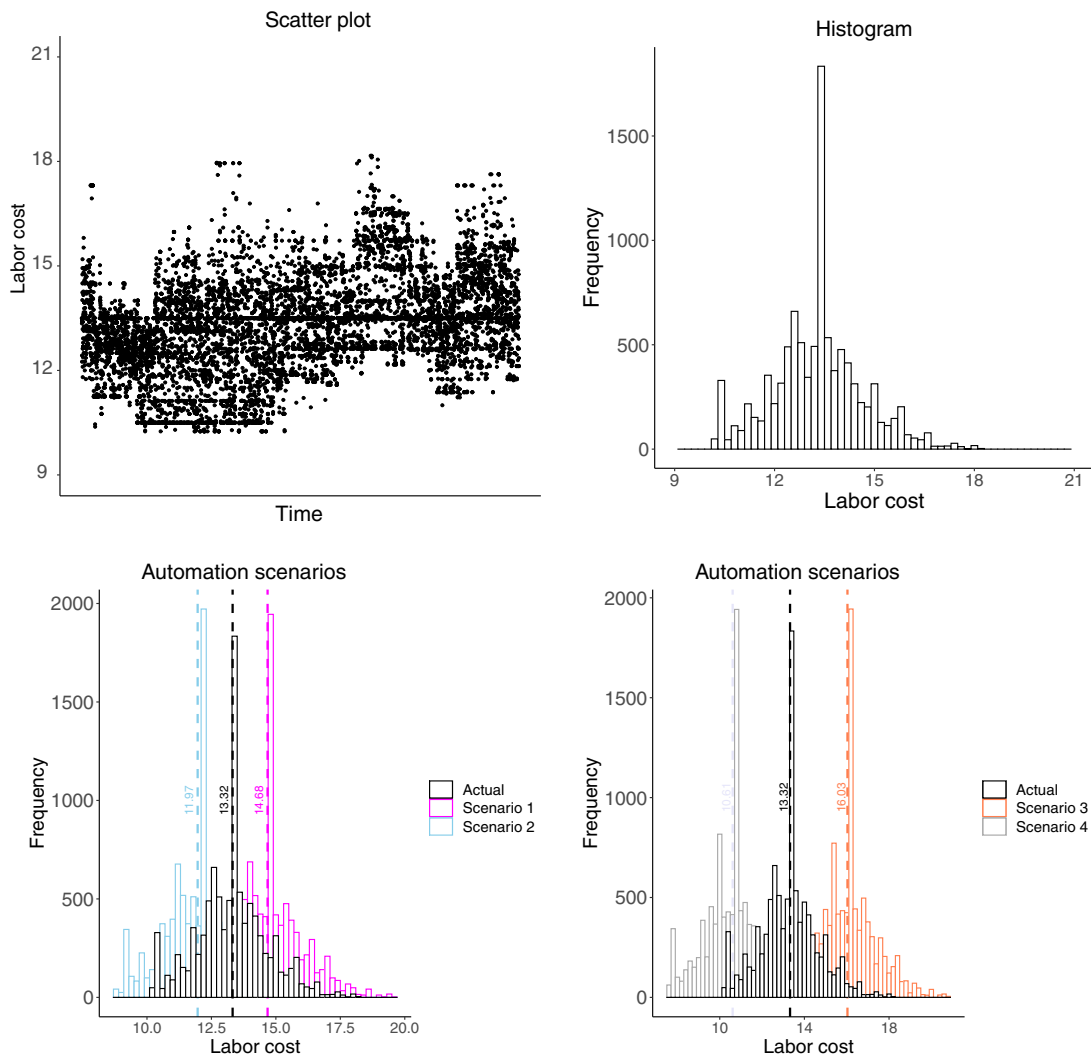 Scatter plot
21
18
15
12
9
Labor cost
Time
Histogram
1500
1000
500
0
Frequency
9 12 15 18 21
Labor cost
Automation scenarios
2000
1500
1000
500
0
Frequency
11.97
13.32
14.68
10.0 12.5 15.0 17.5 20.0
Labor cost
Actual
Scenario 1
Scenario 2
Automation scenarios
2000
1500
1000
500
0
Frequency
10.61
13.32
16.03
10 14 18
Labor cost
Actual
Scenario 3
Scenario 4